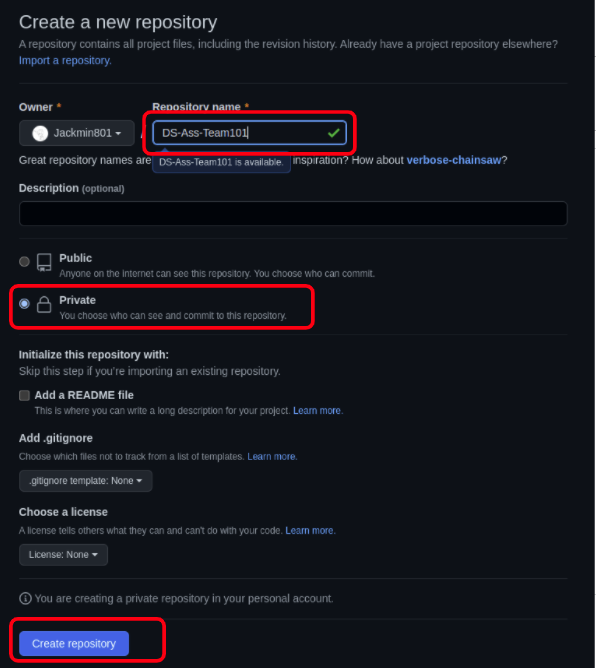 Create a new repository
A repository contains all project files, including the revision history. Already have a project repository elsewhere?
Import a repository.
Owner * Repository name *
Jackmin801 / DS-Ass-Team101
Great repository names are inspiration? How about verbose-chainsaw?
DS-Ass-Team101 is available.
Description (optional)
Public
Anyone on the internet can see this repository. You choose who can commit.
Private
You choose who can see and commit to this repository.
Initialize this repository with:
Skip this step if you're importing an existing repository.
Add a README file
This is where you can write a long description for your project. Learn more.
Add .gitignore
Choose which files not to track from a list of templates. Learn more.
.gitignore template: None
Choose a license
A license tells others what they can and can't do with your code. Learn more.
License: None
You are creating a private repository in your personal account.
Create repository